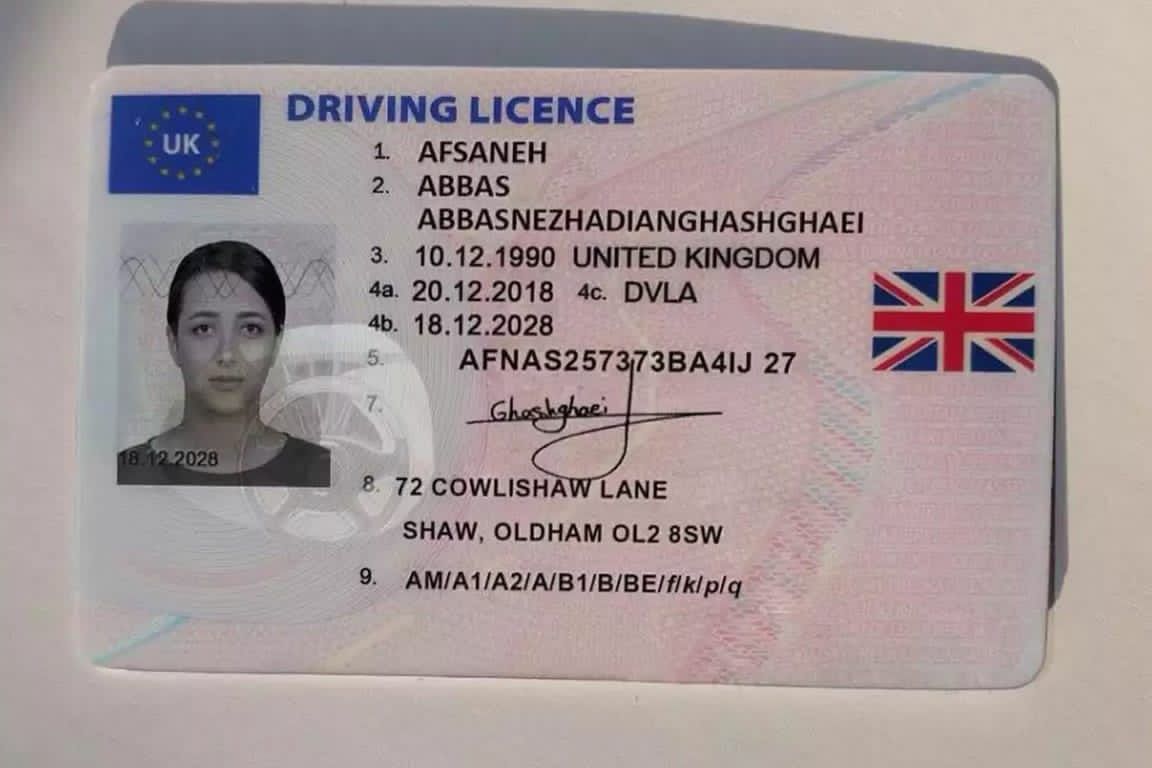 UK
DRIVING LICENCE
1. AFSANEH
2. ABBAS
ABBASNEZHADIANGHASHGHAEI
3. 10.12.1990 UNITED KINGDOM
4a. 20.12.2018 4c. DVLA
4b. 18.12.2028
5. AFNAS257373BA4IJ 27
7. Ghashghaei
18.12.2028
8. 72 COWLISHAW LANE
SHAW, OLDHAM OL2 8SW
9. AM/A1/A2/A/B1/B/BE/f/k/p/q